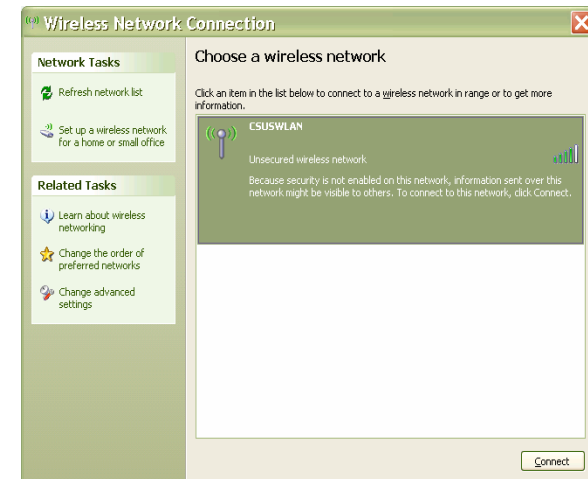 Wireless Network Connection
Network Tasks
Refresh network list
Set up a wireless network
for a home or small office
Related Tasks
Learn about wireless
networking
Change the order of
preferred networks
Change advanced
settings
Choose a wireless network
Click an item in the list below to connect to a wireless network in range or to get more
information.
CSUSWLAN
Unsecured wireless network
Because security is not enabled on this network, information sent over this
network might be visible to others. To connect to this network, click Connect.
Connect